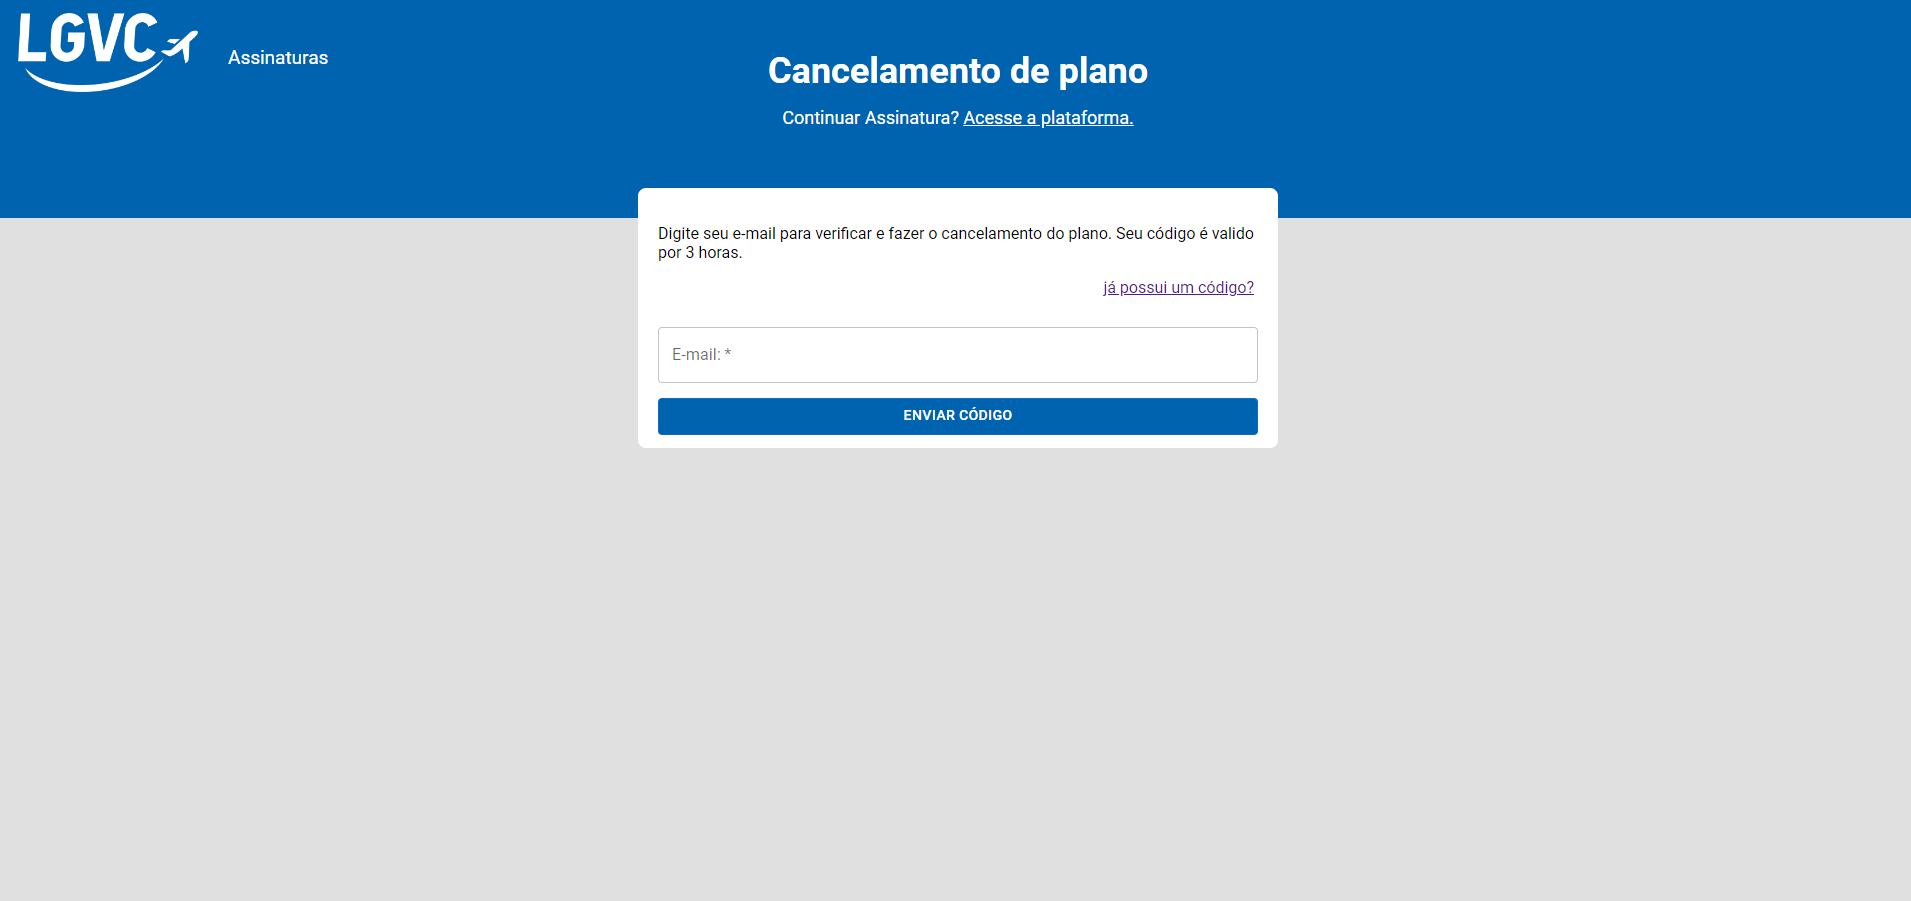 LGVC
Assinaturas
Cancelamento de plano
Continuar Assinatura? Acesse a plataforma.
Digite seu e-mail para verificar e fazer o cancelamento do plano. Seu código é valido
por 3 horas.
já possui um código?
E-mail: *
ENVIAR CÓDIGO